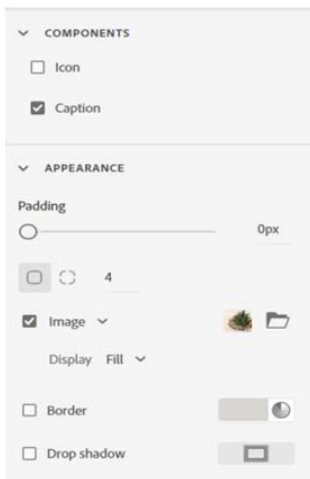 COMPONENTS
Icon
Caption
APPEARANCE
Padding
0px
4
Image
Display Fill
Border
Drop shadow